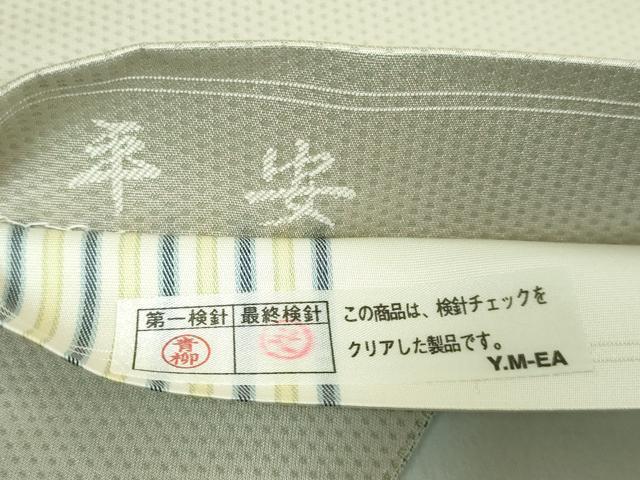 平安
第一検針 最終検針
青柳
この商品は、検針チェックを
クリアした製品です。
Y.M-EA